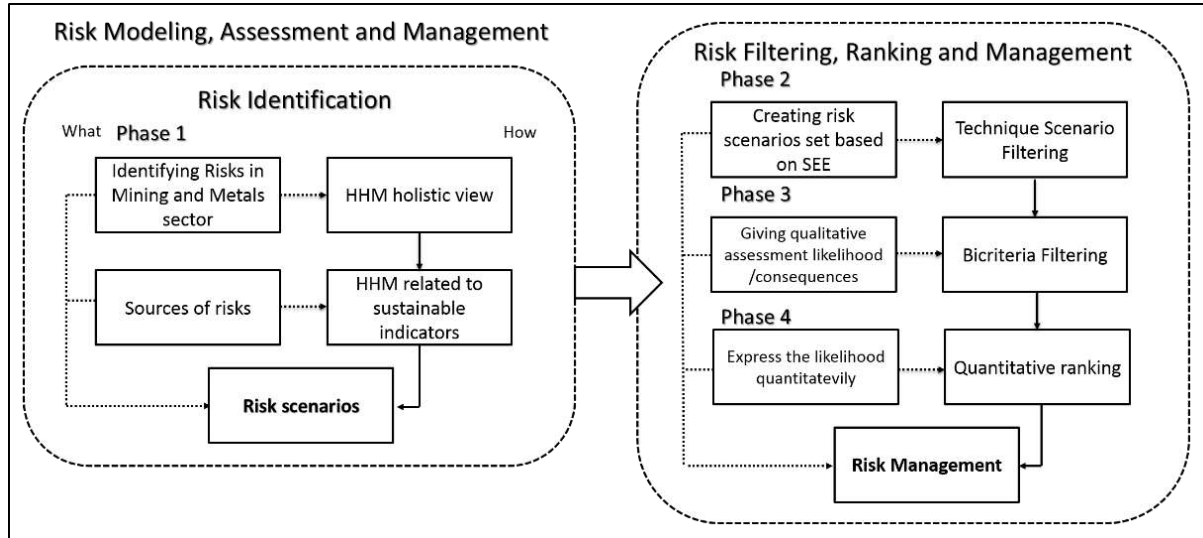 Risk Modeling, Assessment and Management
Risk Identification
What
Phase 1
How
Identifying Risks in
Mining and Metals
sector
HHM holistic view
Sources of risks
HHM related to
sustainable
indicators
Risk scenarios
Risk Filtering, Ranking and Management
Phase 2
Creating risk
scenarios set based
on SEE
Technique Scenario
Filtering
Phase 3
Giving qualitative
assessment likelihood
/consequences
Bicriteria Filtering
Phase 4
Express the likelihood
quantitatevily
Quantitative ranking
Risk Management